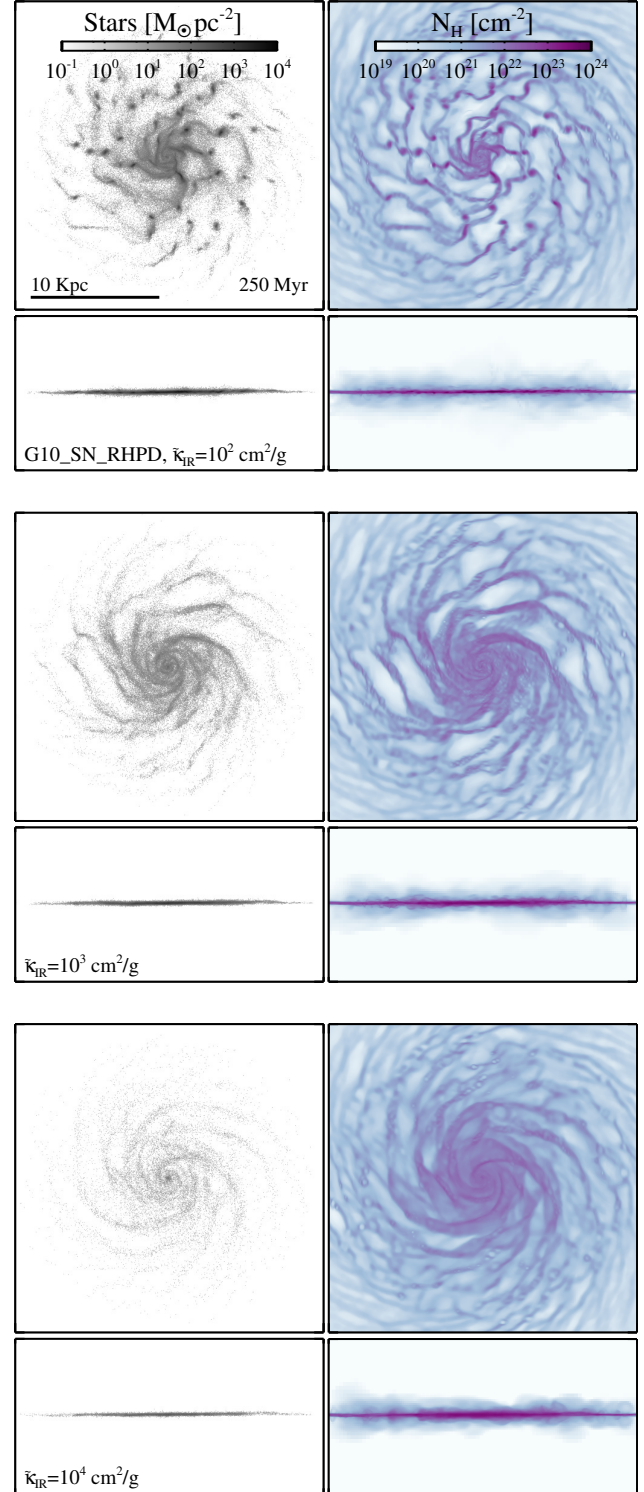 Stars [M⊙pc⁻²]
10⁻¹ 10⁰ 10¹ 10² 10³ 10⁴
N_H [cm⁻²]
10¹⁹ 10²⁰ 10²¹ 10²² 10²³ 10²⁴
10 Kpc
250 Myr
G10_SN_RHPD, κ̃_IR=10² cm²/g
κ̃_IR=10³ cm²/g
κ̃_IR=10⁴ cm²/g